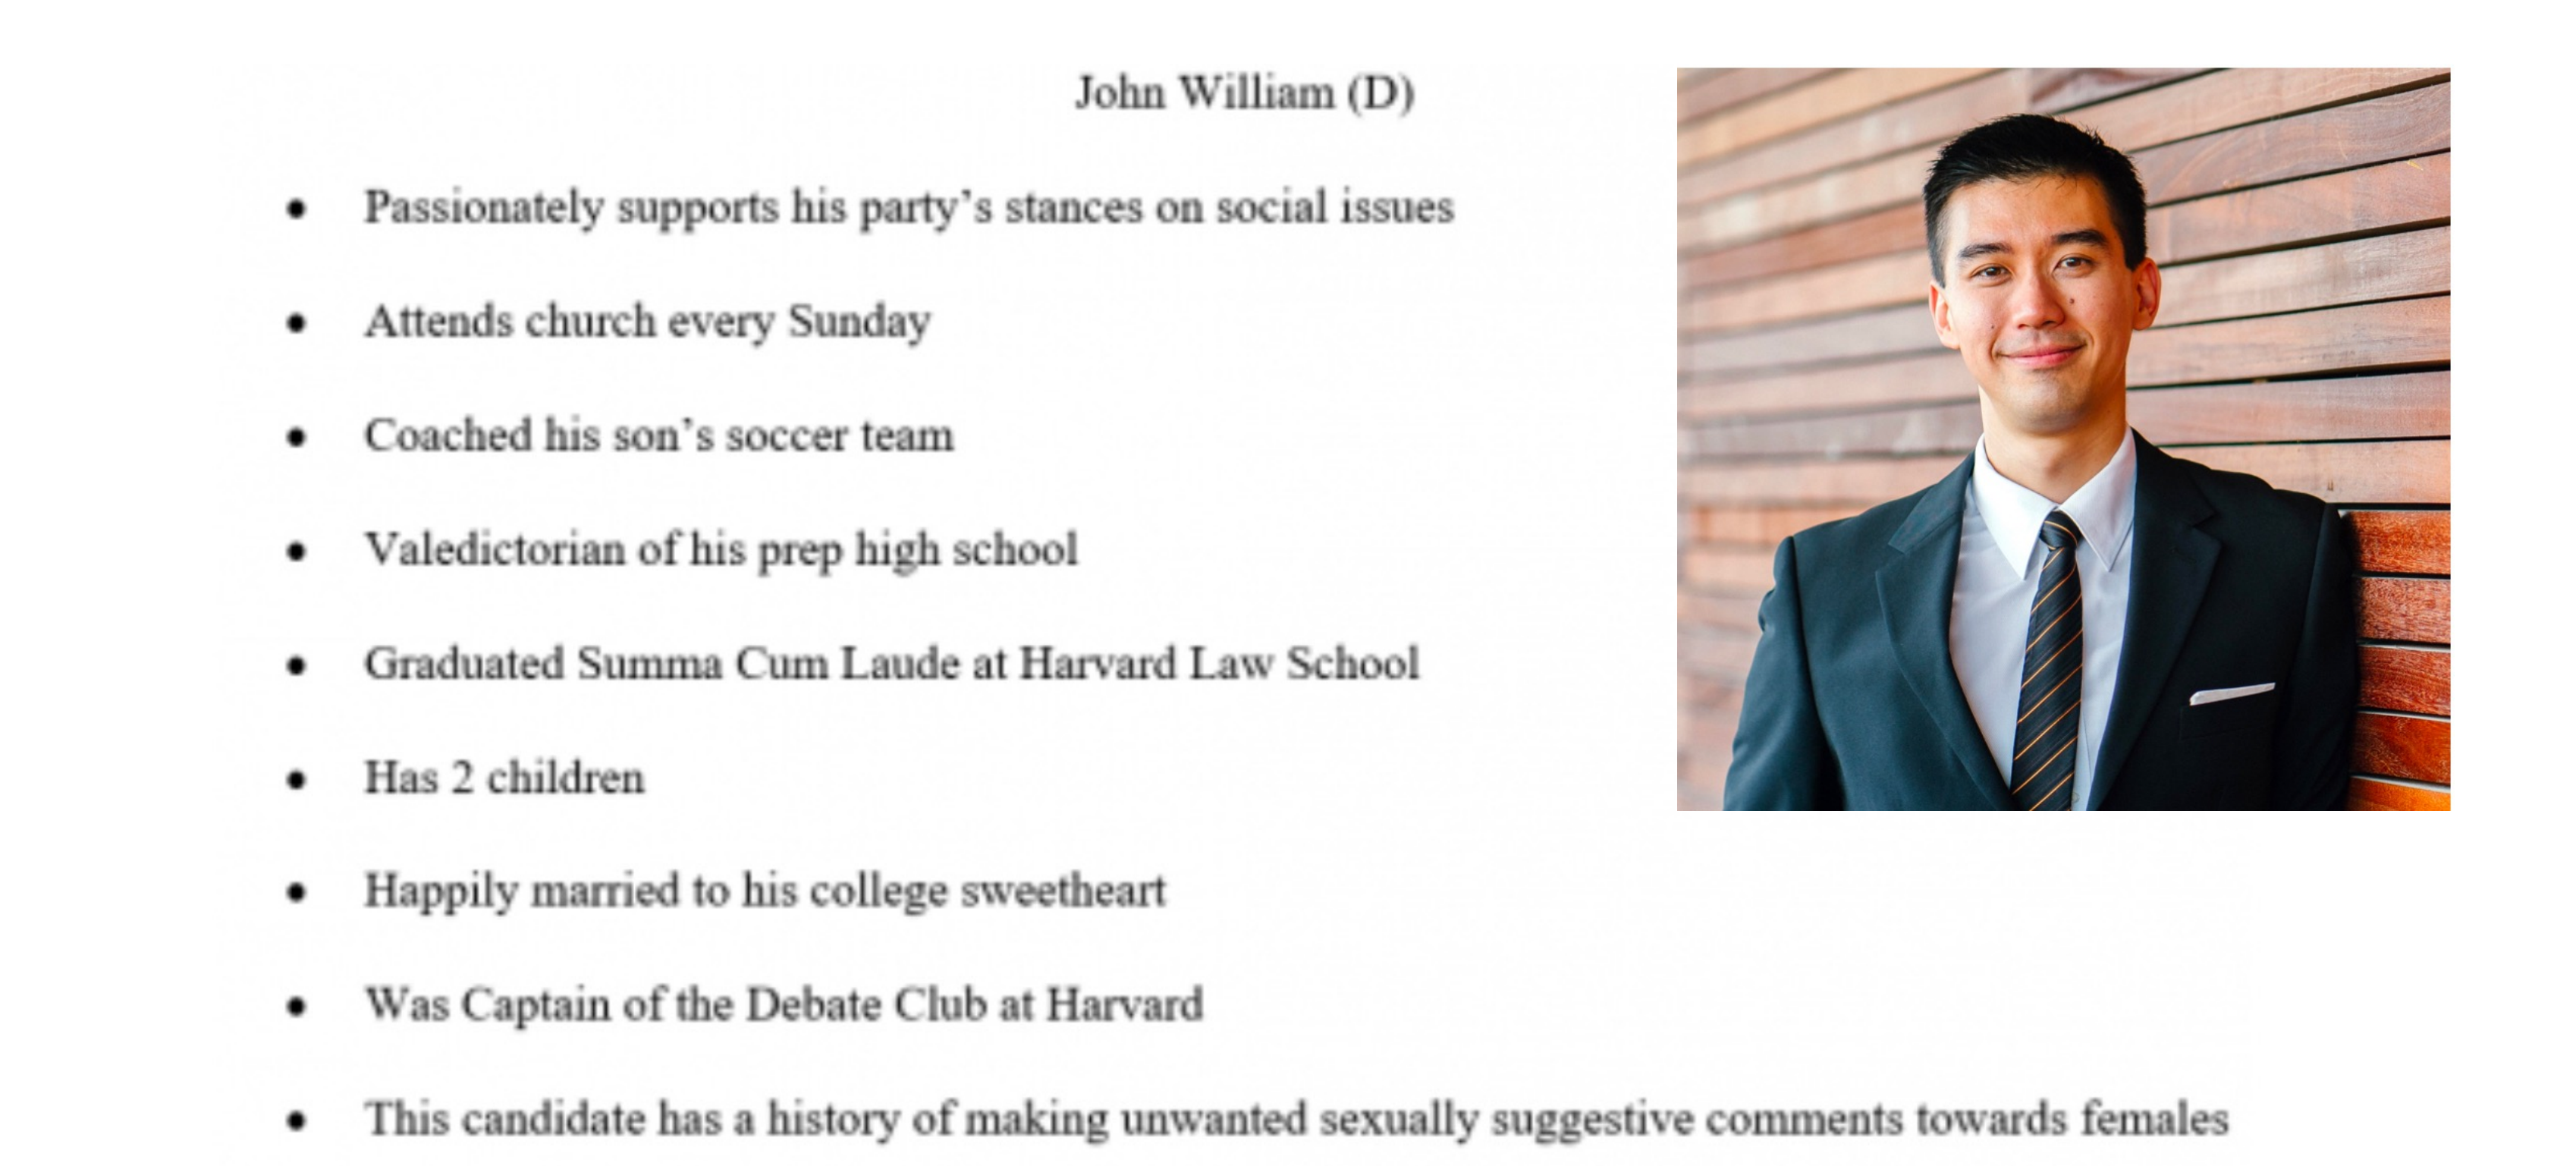 John William (D)
• Passionately supports his party’s stances on social issues
• Attends church every Sunday
• Coached his son’s soccer team
• Valedictorian of his prep high school
• Graduated Summa Cum Laude at Harvard Law School
• Has 2 children
• Happily married to his college sweetheart
• Was Captain of the Debate Club at Harvard
• This candidate has a history of making unwanted sexually suggestive comments towards females